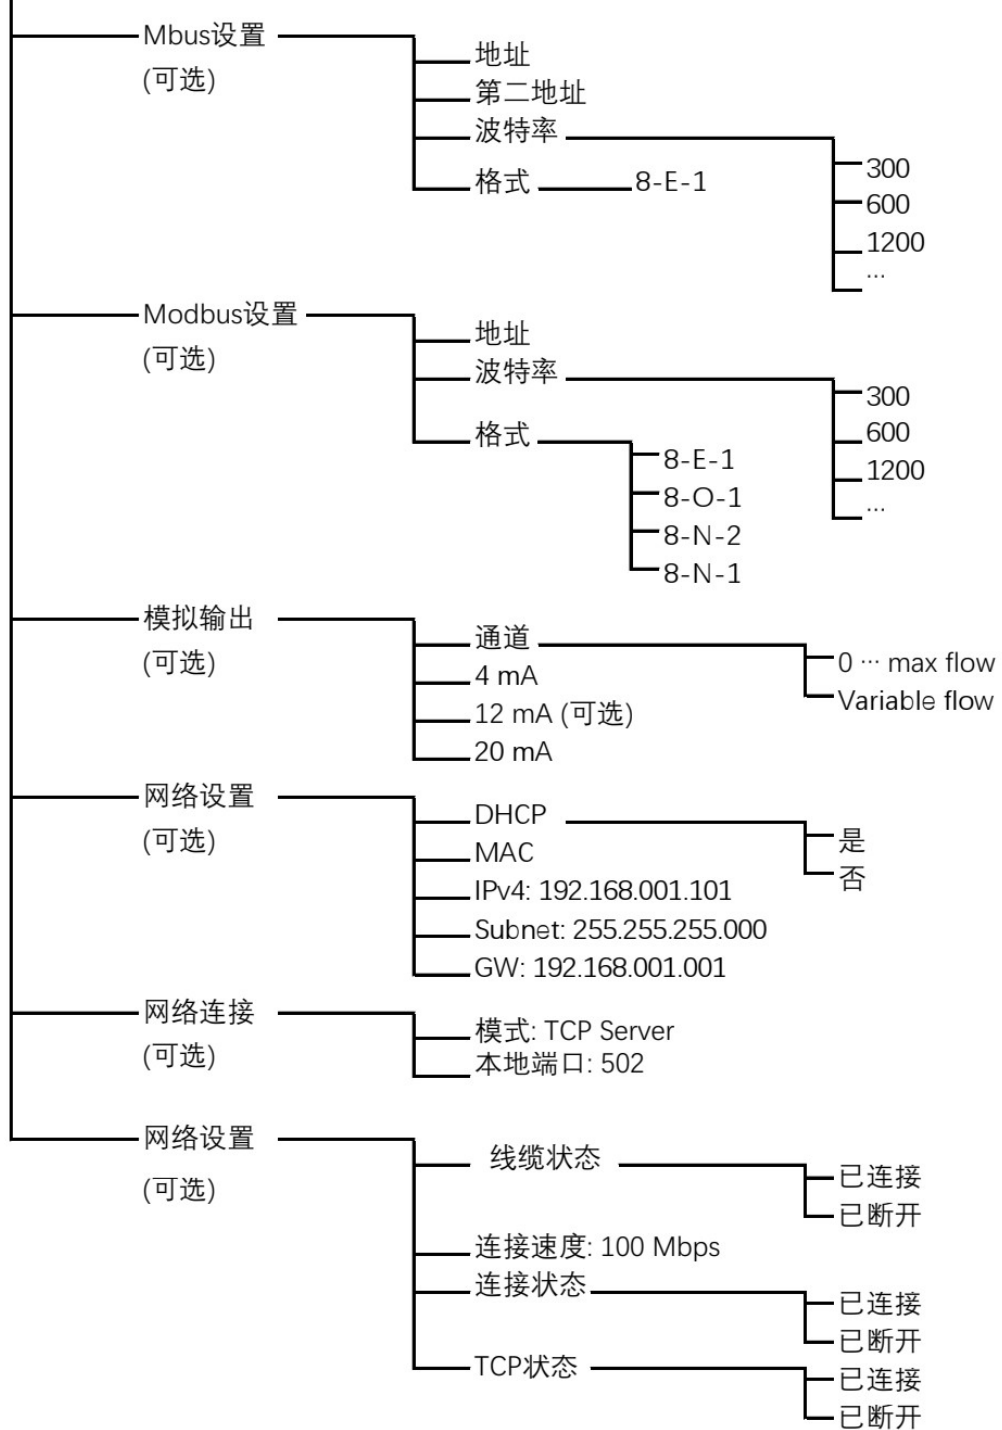 Mbus设置
(可选)
地址
第二地址
波特率
300
600
1200
...
格式
8-E-1
Modbus设置
(可选)
地址
波特率
300
600
1200
...
格式
8-E-1
8-O-1
8-N-2
8-N-1
模拟输出
(可选)
通道
0 ··· max flow
Variable flow
4 mA
12 mA (可选)
20 mA
网络设置
(可选)
DHCP
是
否
MAC
IPv4: 192.168.001.101
Subnet: 255.255.255.000
GW: 192.168.001.001
网络连接
(可选)
模式: TCP Server
本地端口: 502
网络设置
(可选)
线缆状态
已连接
已断开
连接速度: 100 Mbps
连接状态
已连接
已断开
TCP状态
已连接
已断开